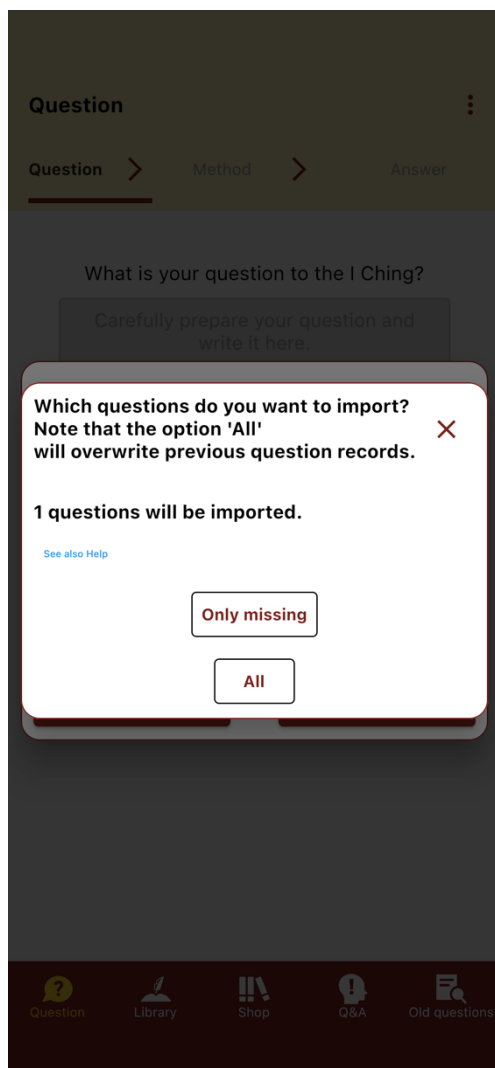 Question
Question
Method
Answer
What is your question to the I Ching?
Carefully prepare your question and
write it here.
Which questions do you want to import?
Note that the option 'All'
will overwrite previous question records.
1 questions will be imported.
See also Help
Only missing
All
Question
Library
Shop
Q&A
Old questions